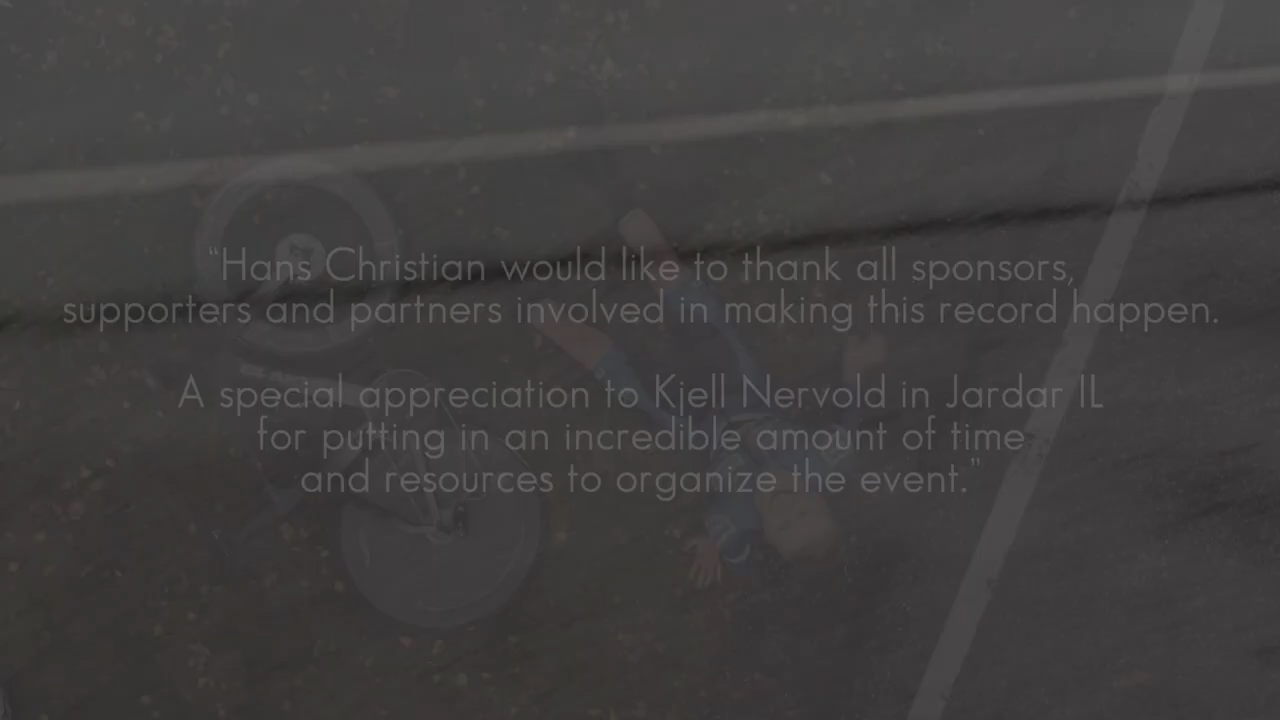 “Hans Christian would like to thank all sponsors,
supporters and partners involved in making this record happen.
A special appreciation to Kjell Nervold in Jardar IL
for putting in an incredible amount of time
and resources to organize the event.”